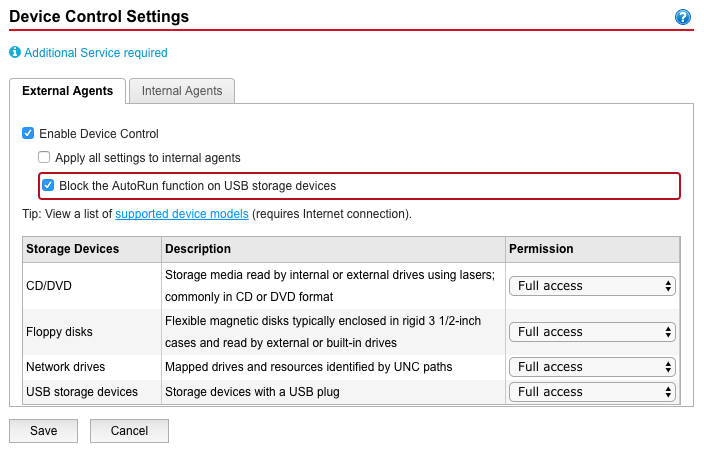 Device Control Settings
?
i Additional Service required
External Agents Internal Agents
Enable Device Control
Apply all settings to internal agents
Block the AutoRun function on USB storage devices
Tip: View a list of supported device models (requires Internet connection).
Storage Devices Description Permission
CD/DVD Storage media read by internal or external drives using lasers; Full access
commonly in CD or DVD format
Floppy disks Flexible magnetic disks typically enclosed in rigid 3 1/2-inch Full access
cases and read by external or built-in drives
Network drives Mapped drives and resources identified by UNC paths Full access
USB storage devices Storage devices with a USB plug Full access
Save Cancel